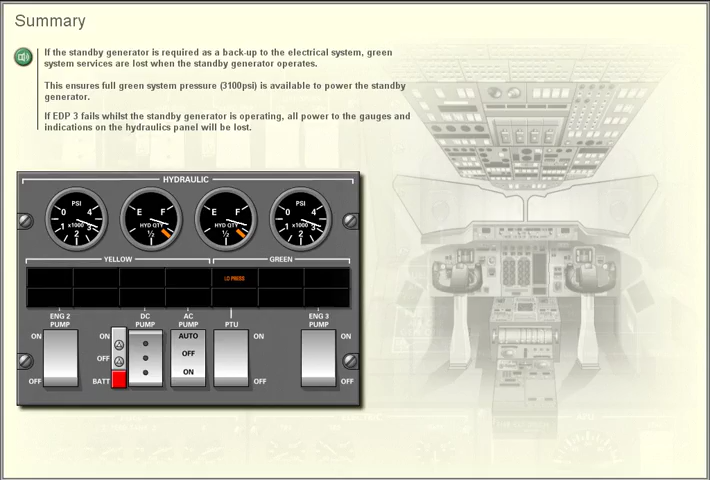 Summary
If the standby generator is required as a back-up to the electrical system, green
system services are lost when the standby generator operates.
This ensures full green system pressure (3100psi) is available to power the standby
generator.
If EDP 3 fails whilst the standby generator is operating, all power to the gauges and
indications on the hydraulics panel will be lost.
HYDRAULIC
PSI
0 4
1 x1000 3
2
E F
HYD QTY
½
E F
HYD QTY
½
PSI
0 4
1 x1000 3
2
YELLOW GREEN
LO PRESS
ENG 2
PUMP
DC
PUMP
AC
PUMP
PTU
ENG 3
PUMP
ON ON AUTO ON ON
OFF OFF
OFF BATT ON OFF OFF